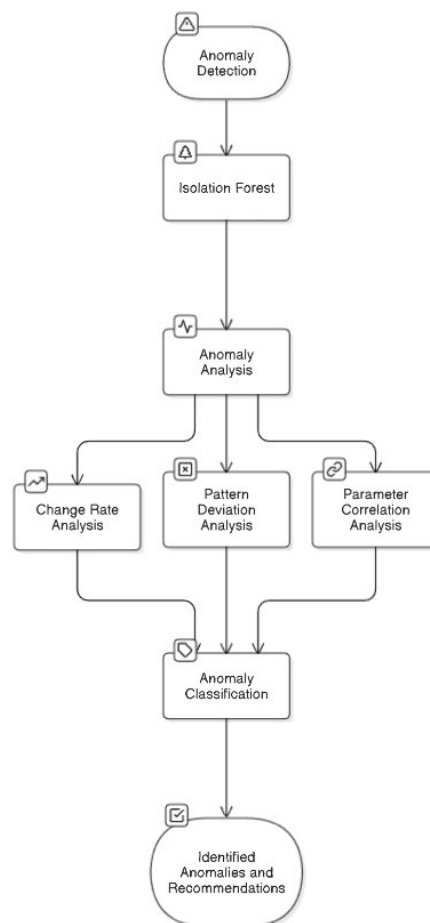 Anomaly
Detection
Isolation Forest
Anomaly
Analysis
Change Rate
Analysis
Pattern
Deviation
Analysis
Parameter
Correlation
Analysis
Anomaly
Classification
Identified
Anomalies and
Recommendations